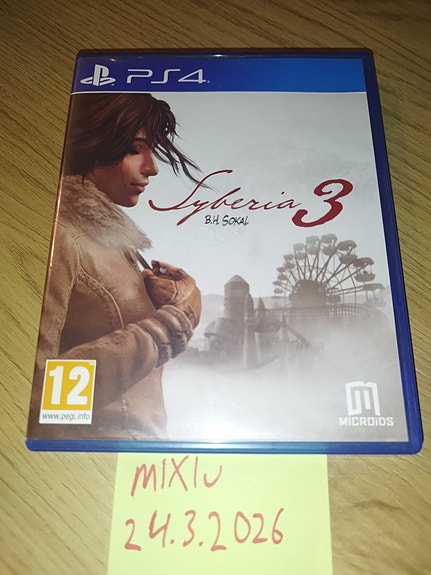 PS4
Syberia 3
B.H. SOKAL
12
www.pegi.info
MICROIDS
mixiu
24.3.2026